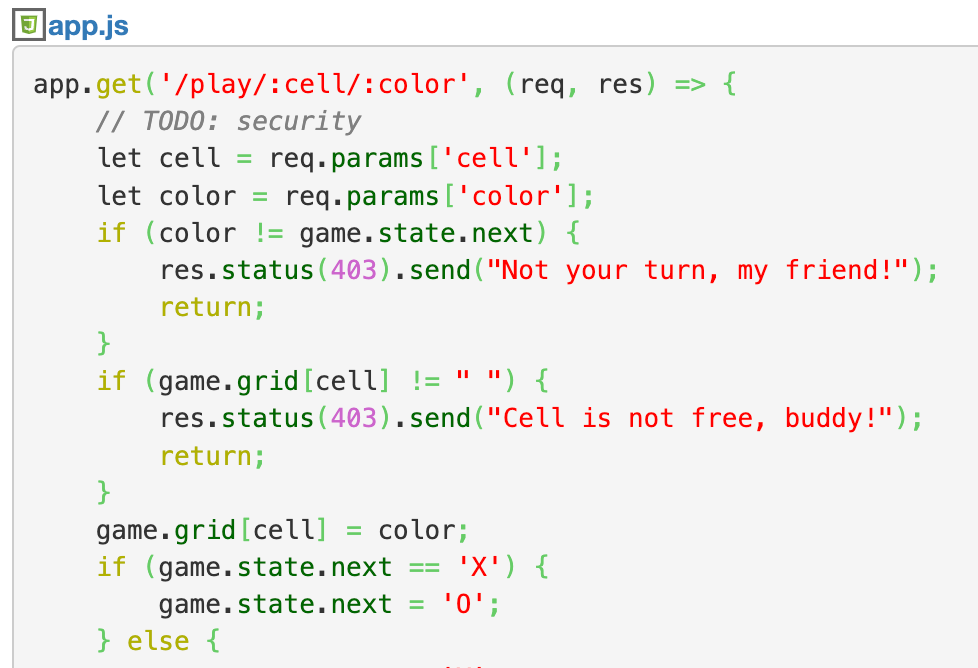 app.js
app.get('/play/:cell/:color', (req, res) => {
    // TODO: security
    let cell = req.params['cell'];
    let color = req.params['color'];
    if (color != game.state.next) {
        res.status(403).send("Not your turn, my friend!");
        return;
    }
    if (game.grid[cell] != " ") {
        res.status(403).send("Cell is not free, buddy!");
        return;
    }
    game.grid[cell] = color;
    if (game.state.next == 'X') {
        game.state.next = 'O';
    } else {